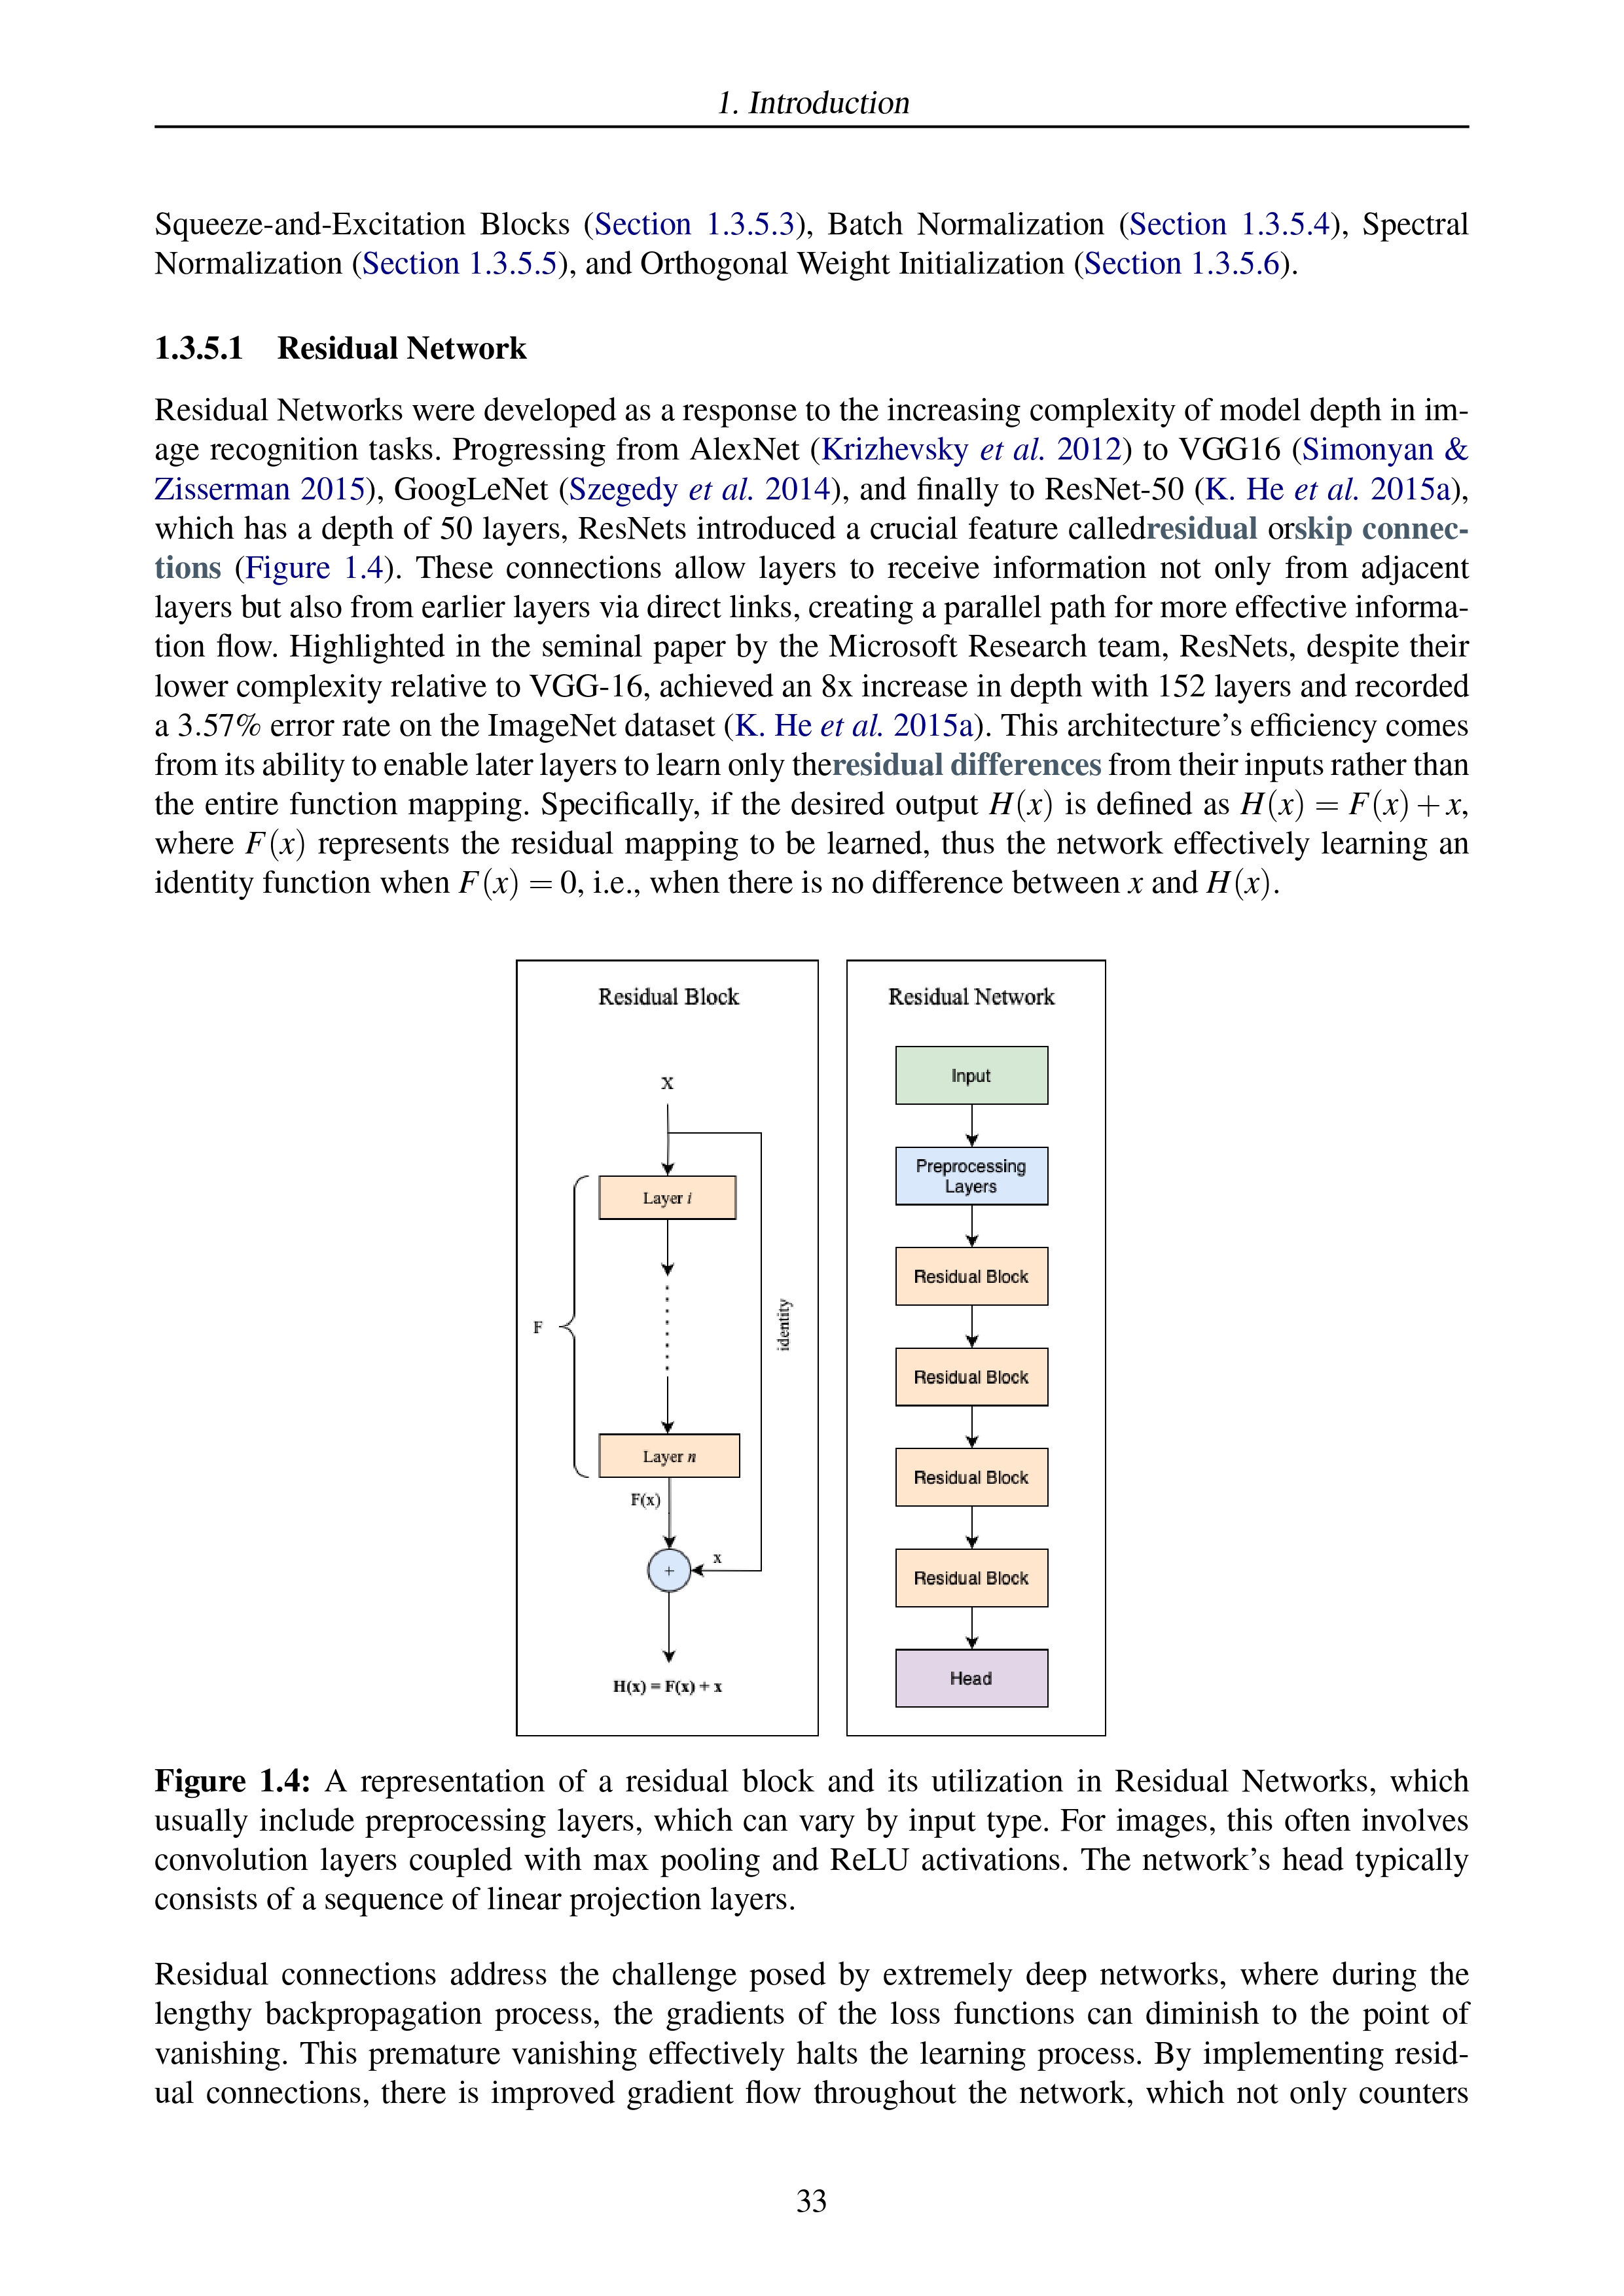 1. Introduction
Squeeze-and-Excitation Blocks (Section 1.3.5.3), Batch Normalization (Section 1.3.5.4), Spectral
Normalization (Section 1.3.5.5), and Orthogonal Weight Initialization (Section 1.3.5.6).
1.3.5.1 Residual Network
Residual Networks were developed as a response to the increasing complexity of model depth in im-
age recognition tasks. Progressing from AlexNet (Krizhevsky et al. 2012) to VGG16 (Simonyan &
Zisserman 2015), GoogLeNet (Szegedy et al. 2014), and finally to ResNet-50 (K. He et al. 2015a),
which has a depth of 50 layers, ResNets introduced a crucial feature calledresidual orskip connec-
tions (Figure 1.4). These connections allow layers to receive information not only from adjacent
layers but also from earlier layers via direct links, creating a parallel path for more effective informa-
tion flow. Highlighted in the seminal paper by the Microsoft Research team, ResNets, despite their
lower complexity relative to VGG-16, achieved an 8x increase in depth with 152 layers and recorded
a 3.57% error rate on the ImageNet dataset (K. He et al. 2015a). This architecture's efficiency comes
from its ability to enable later layers to learn only theresidual differences from their inputs rather than
the entire function mapping. Specifically, if the desired output H(x) is defined as H(x) = F(x) + x,
where F(x) represents the residual mapping to be learned, thus the network effectively learning an
identity function when F(x) = 0, i.e., when there is no difference between x and H(x).
Residual Block
x
Layer i
F
identity
Layer n
F(x)
x
+
H(x) = F(x) + x
Residual Network
Input
Preprocessing
Layers
Residual Block
Residual Block
Residual Block
Residual Block
Head
Figure 1.4: A representation of a residual block and its utilization in Residual Networks, which
usually include preprocessing layers, which can vary by input type. For images, this often involves
convolution layers coupled with max pooling and ReLU activations. The network's head typically
consists of a sequence of linear projection layers.
Residual connections address the challenge posed by extremely deep networks, where during the
lengthy backpropagation process, the gradients of the loss functions can diminish to the point of
vanishing. This premature vanishing effectively halts the learning process. By implementing resid-
ual connections, there is improved gradient flow throughout the network, which not only counters
33